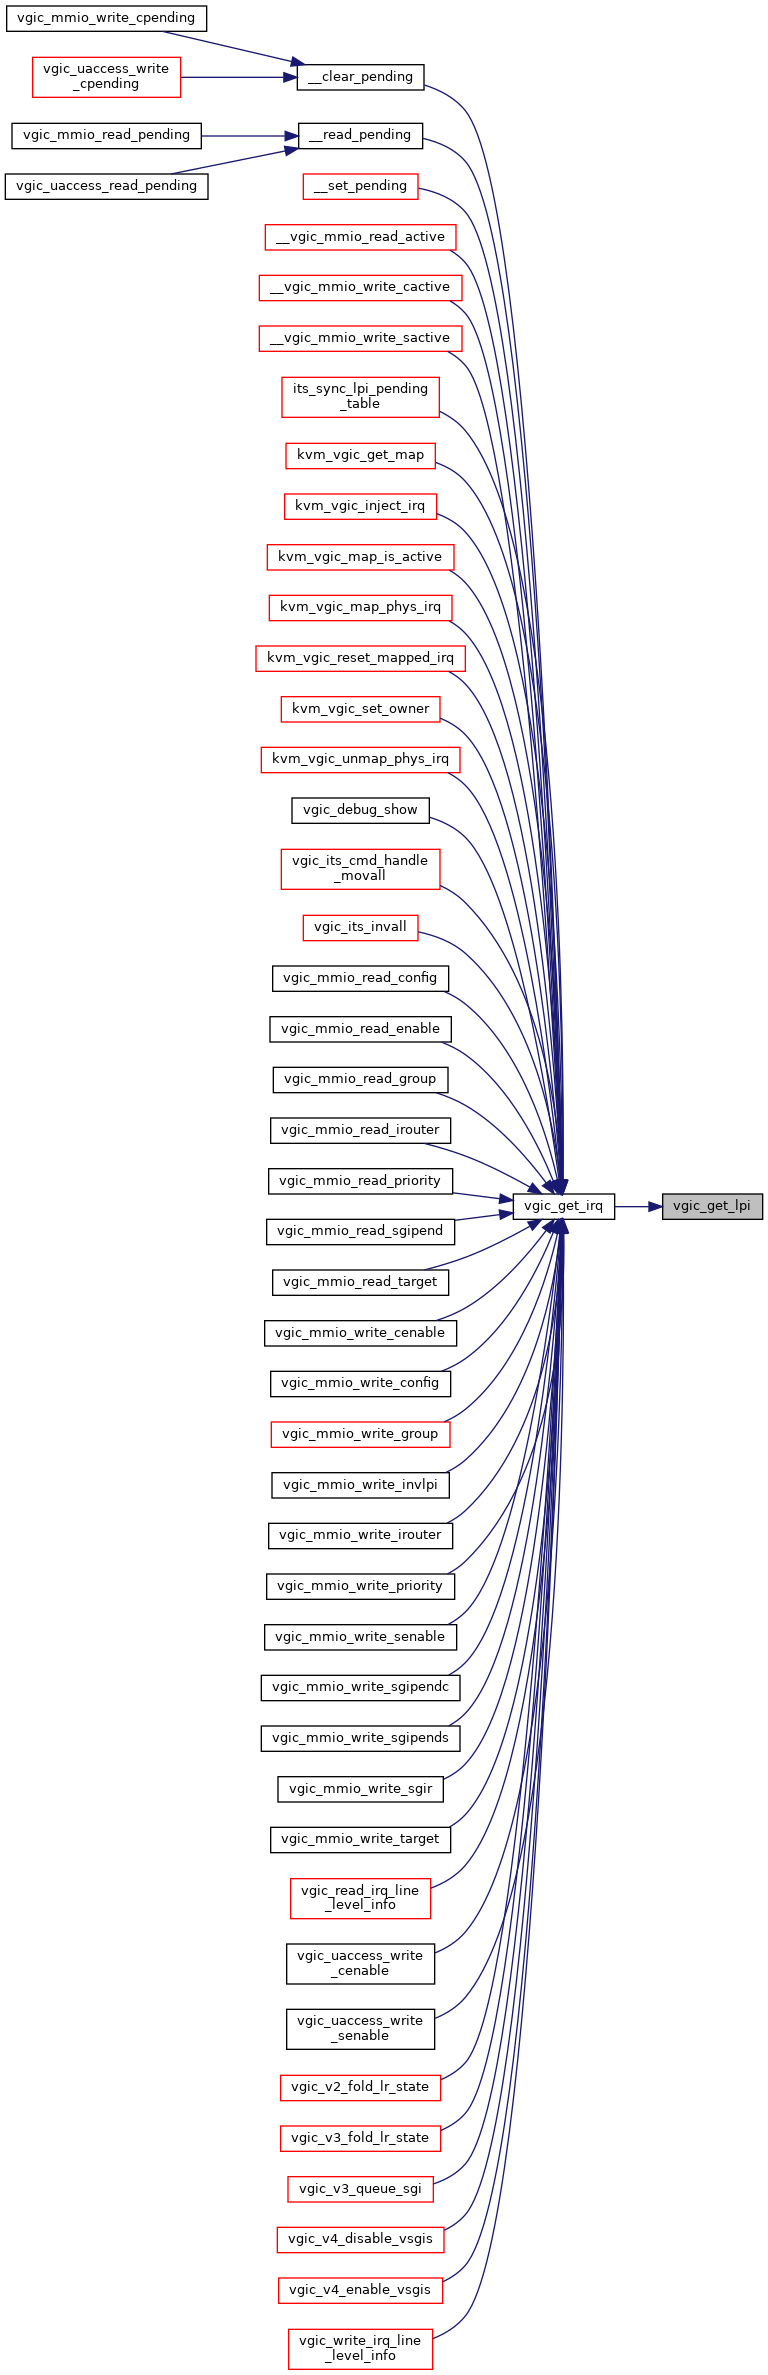 vgic_mmio_write_cpending
vgic_uaccess_write
_cpending
__clear_pending
vgic_mmio_read_pending
__read_pending
vgic_uaccess_read_pending
__set_pending
__vgic_mmio_read_active
__vgic_mmio_write_cactive
__vgic_mmio_write_sactive
its_sync_lpi_pending
_table
kvm_vgic_get_map
kvm_vgic_inject_irq
kvm_vgic_map_is_active
kvm_vgic_map_phys_irq
kvm_vgic_reset_mapped_irq
kvm_vgic_set_owner
kvm_vgic_unmap_phys_irq
vgic_debug_show
vgic_its_cmd_handle
_movall
vgic_its_invall
vgic_mmio_read_config
vgic_mmio_read_enable
vgic_mmio_read_group
vgic_mmio_read_irouter
vgic_mmio_read_priority
vgic_get_irq
vgic_get_lpi
vgic_mmio_read_sgipend
vgic_mmio_read_target
vgic_mmio_write_cenable
vgic_mmio_write_config
vgic_mmio_write_group
vgic_mmio_write_invlpi
vgic_mmio_write_irouter
vgic_mmio_write_priority
vgic_mmio_write_senable
vgic_mmio_write_sgipendc
vgic_mmio_write_sgipends
vgic_mmio_write_sgir
vgic_mmio_write_target
vgic_read_irq_line
_level_info
vgic_uaccess_write
_cenable
vgic_uaccess_write
_senable
vgic_v2_fold_lr_state
vgic_v3_fold_lr_state
vgic_v3_queue_sgi
vgic_v4_disable_vsgis
vgic_v4_enable_vsgis
vgic_write_irq_line
_level_info